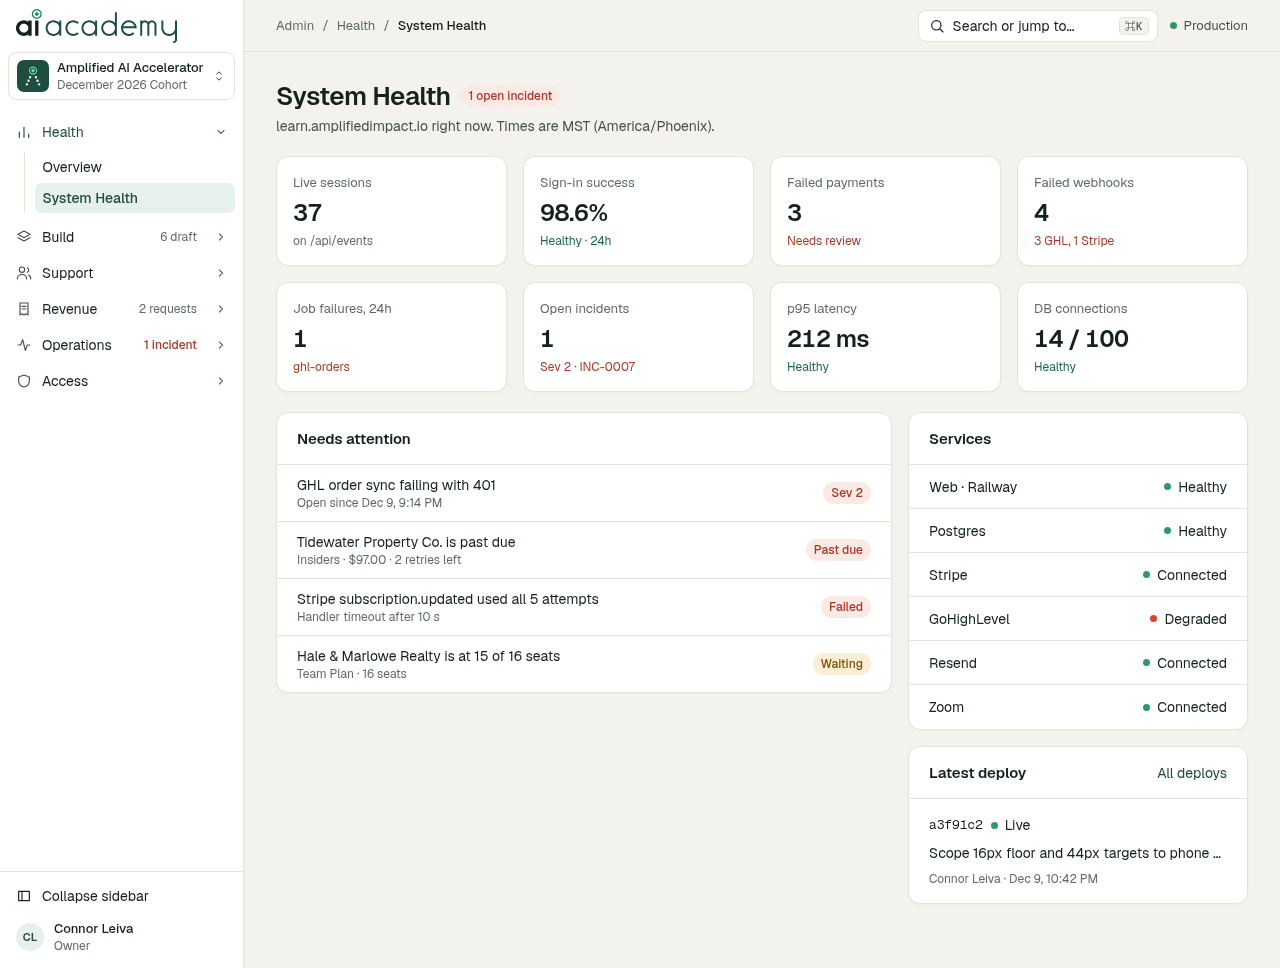 ai academy
Amplified AI Accelerator
December 2026 Cohort
Health
Overview
System Health
Build 6 draft
Support
Revenue 2 requests
Operations 1 incident
Access
Collapse sidebar
CL
Connor Leiva
Owner
Admin / Health / System Health
Search or jump to... ⌘K
Production
System Health 1 open incident
learn.amplifiedimpact.io right now. Times are MST (America/Phoenix).
Live sessions
37
on /api/events
Sign-in success
98.6%
Healthy · 24h
Failed payments
3
Needs review
Failed webhooks
4
3 GHL, 1 Stripe
Job failures, 24h
1
ghl-orders
Open incidents
1
Sev 2 · INC-0007
p95 latency
212 ms
Healthy
DB connections
14 / 100
Healthy
Needs attention
GHL order sync failing with 401
Open since Dec 9, 9:14 PM
Sev 2
Tidewater Property Co. is past due
Insiders · $97.00 · 2 retries left
Past due
Stripe subscription.updated used all 5 attempts
Handler timeout after 10 s
Failed
Hale & Marlowe Realty is at 15 of 16 seats
Team Plan · 16 seats
Waiting
Services
Web · Railway Healthy
Postgres Healthy
Stripe Connected
GoHighLevel Degraded
Resend Connected
Zoom Connected
Latest deploy All deploys
a3f91c2 Live
Scope 16px floor and 44px targets to phone ...
Connor Leiva · Dec 9, 10:42 PM